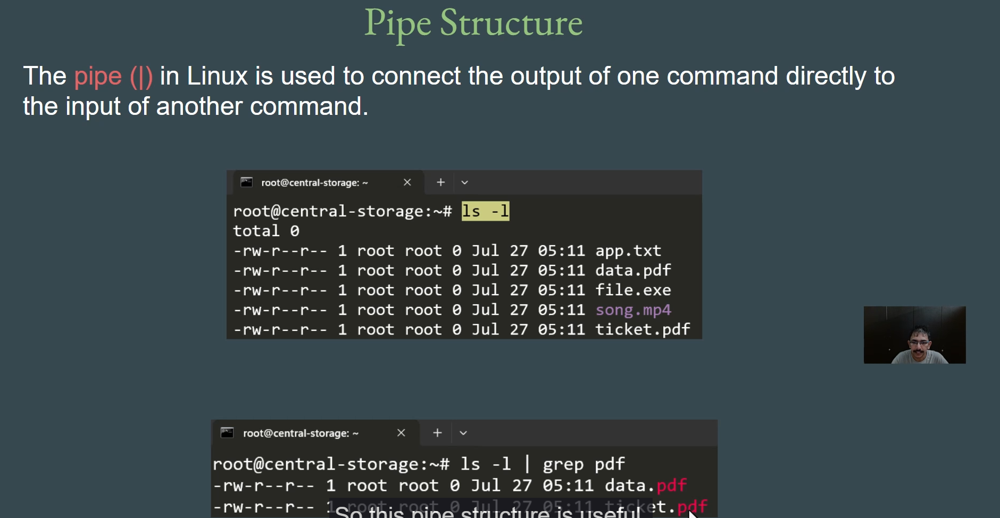 Pipe Structure
The pipe (|) in Linux is used to connect the output of one command directly to
the input of another command.
root@central-storage: ~
root@central-storage:~# ls -l
total 0
-rw-r--r-- 1 root root 0 Jul 27 05:11 app.txt
-rw-r--r-- 1 root root 0 Jul 27 05:11 data.pdf
-rw-r--r-- 1 root root 0 Jul 27 05:11 file.exe
-rw-r--r-- 1 root root 0 Jul 27 05:11 song.mp4
-rw-r--r-- 1 root root 0 Jul 27 05:11 ticket.pdf
root@central-storage: ~
root@central-storage:~# ls -l | grep pdf
-rw-r--r-- 1 root root 0 Jul 27 05:11 data.pdf
-rw-r--r-- 1 root root 0 Jul 27 05:11 ticket.pdf
So this pipe structure is useful